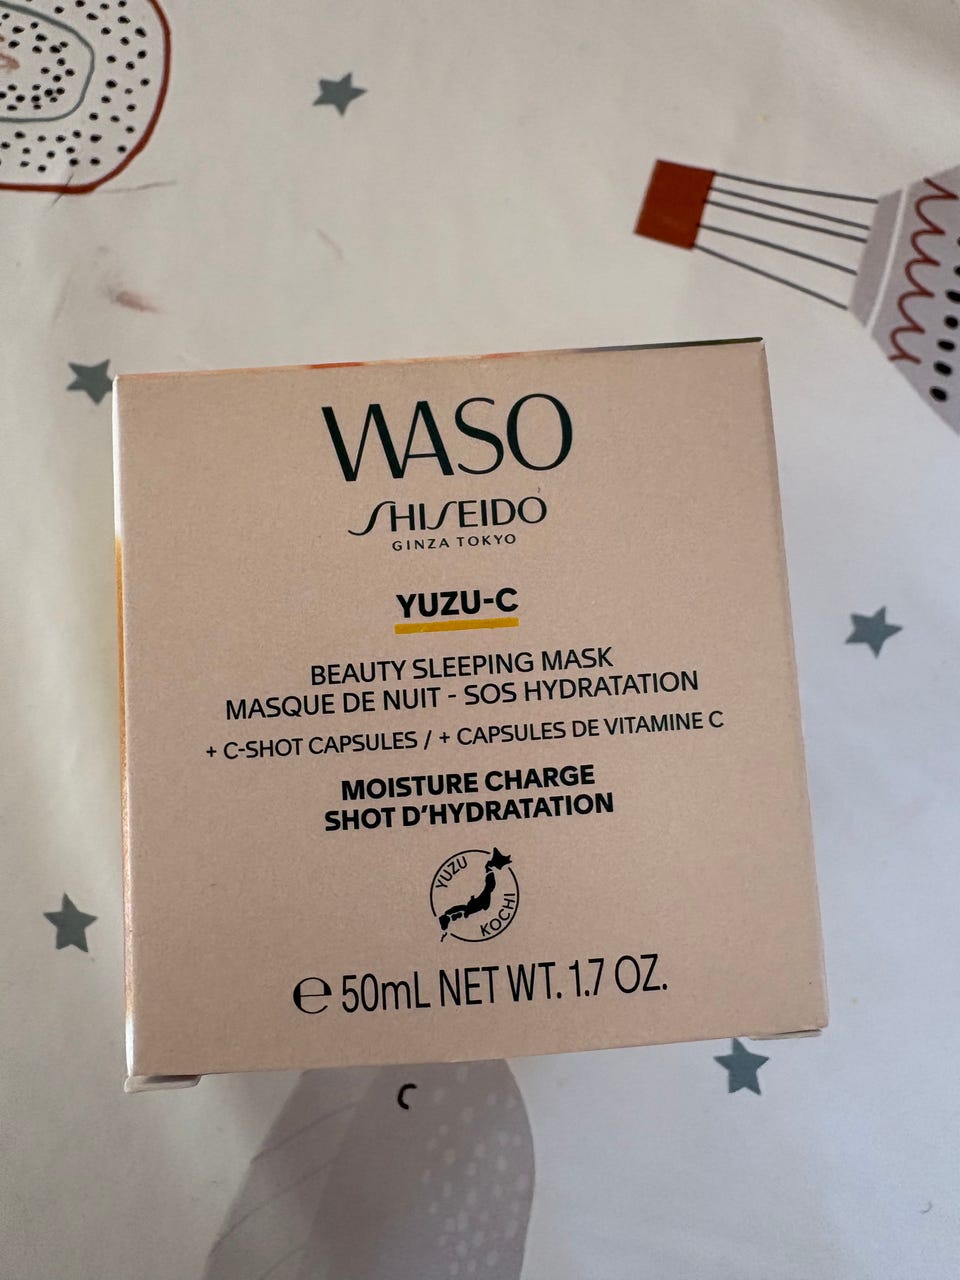 WASO
SHISEIDO
GINZA TOKYO
YUZU-C
BEAUTY SLEEPING MASK
MASQUE DE NUIT - SOS HYDRATATION
+ C-SHOT CAPSULES / + CAPSULES DE VITAMINE C
MOISTURE CHARGE
SHOT D'HYDRATATION
YUZU
KOCHI
℮ 50mL NET WT. 1.7 OZ.